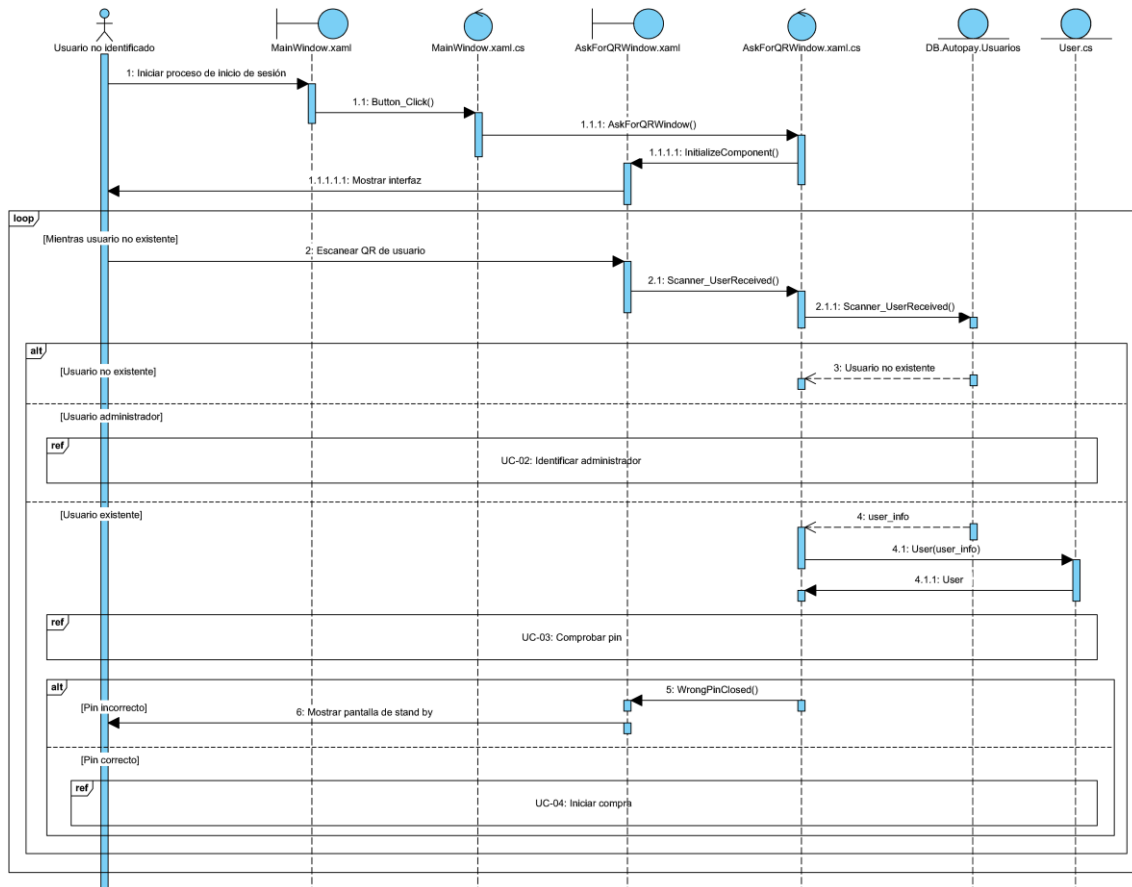 Usuario no identificado
MainWindow.xaml
MainWindow.xaml.cs
AskForQRWindow.xaml
AskForQRWindow.xaml.cs
DB.Autopay.Usuarios
User.cs
1: Iniciar proceso de inicio de sesión
1.1: Button_Click()
1.1.1: AskForQRWindow()
1.1.1.1: InitializeComponent()
1.1.1.1.1: Mostrar interfaz
loop
[Mientras usuario no existente]
2: Escanear QR de usuario
2.1: Scanner_UserReceived()
2.1.1: Scanner_UserReceived()
alt
[Usuario no existente]
3: Usuario no existente
[Usuario administrador]
ref
UC-02: Identificar administrador
[Usuario existente]
4: user_info
4.1: User(user_info)
4.1.1: User
ref
UC-03: Comprobar pin
alt
5: WrongPinClosed()
[Pin incorrecto]
6: Mostrar pantalla de stand by
[Pin correcto]
ref
UC-04: Iniciar compra